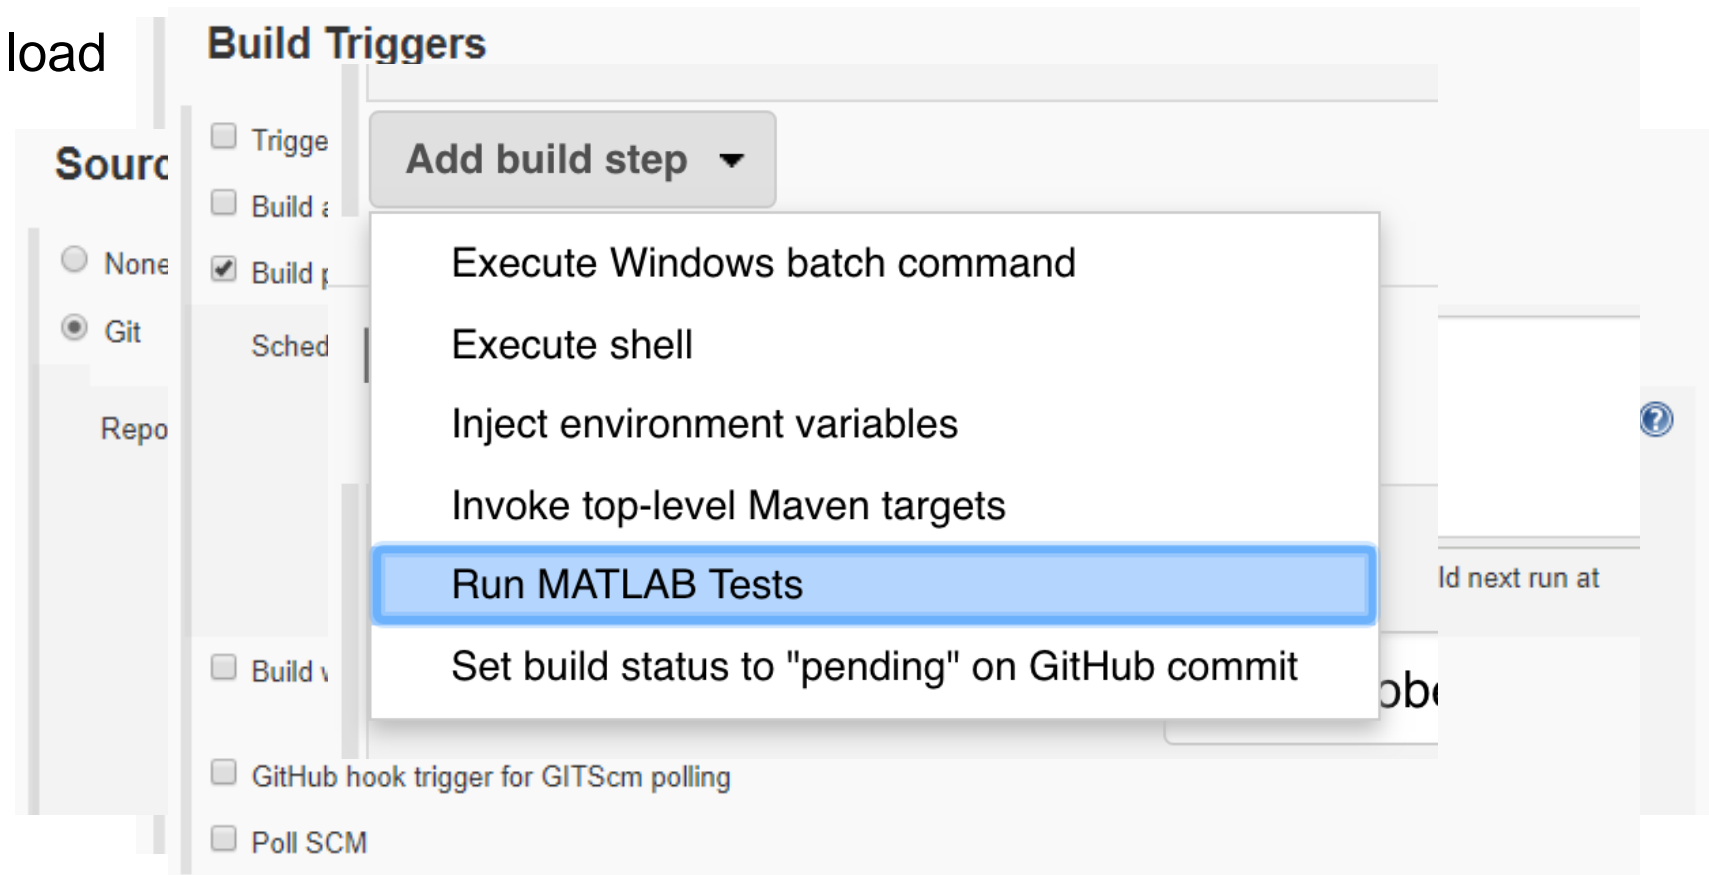 load
Build Triggers
Sourc
None
Git
Repo
Trigge
Build a
Build p
Sched
Add build step
Execute Windows batch command
Execute shell
Inject environment variables
Invoke top-level Maven targets
Run MATLAB Tests
Set build status to "pending" on GitHub commit
ld next run at
Build
GitHub hook trigger for GITScm polling
Poll SCM